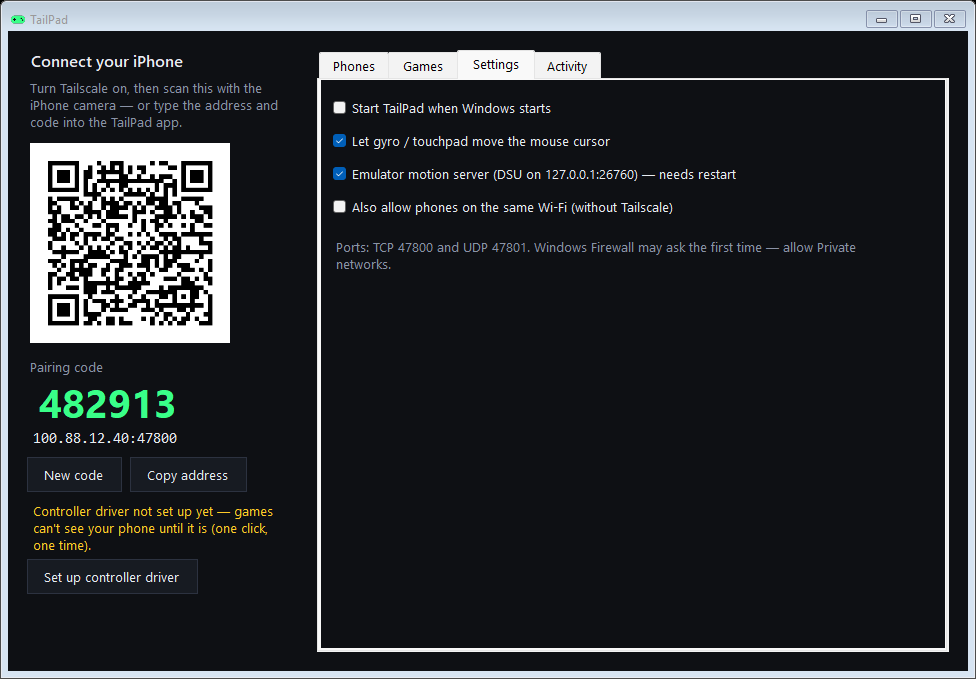 TailPad
Connect your iPhone
Turn Tailscale on, then scan this with the
iPhone camera — or type the address and
code into the TailPad app.
Pairing code
482913
100.88.12.40:47800
New code
Copy address
Controller driver not set up yet — games
can't see your phone until it is (one click,
one time).
Set up controller driver
Phones
Games
Settings
Activity
Start TailPad when Windows starts
Let gyro / touchpad move the mouse cursor
Emulator motion server (DSU on 127.0.0.1:26760) — needs restart
Also allow phones on the same Wi-Fi (without Tailscale)
Ports: TCP 47800 and UDP 47801. Windows Firewall may ask the first time — allow Private
networks.